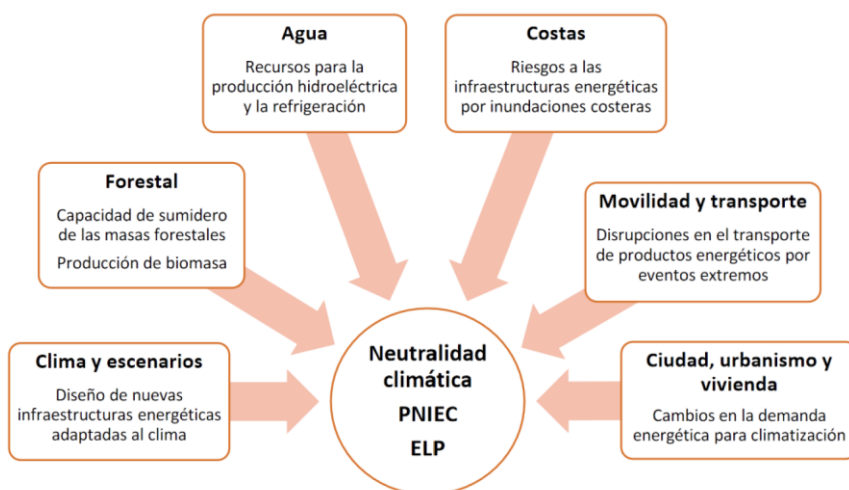 Agua
Recursos para la
producción hidroeléctrica
y la refrigeración
Costas
Riesgos a las
infraestructuras energéticas
por inundaciones costeras
Forestal
Capacidad de sumidero
de las masas forestales
Producción de biomasa
Movilidad y transporte
Disrupciones en el transporte
de productos energéticos por
eventos extremos
Clima y escenarios
Diseño de nuevas
infraestructuras energéticas
adaptadas al clima
Neutralidad
climática
PNIEC
ELP
Ciudad, urbanismo y
vivienda
Cambios en la demanda
energética para climatización